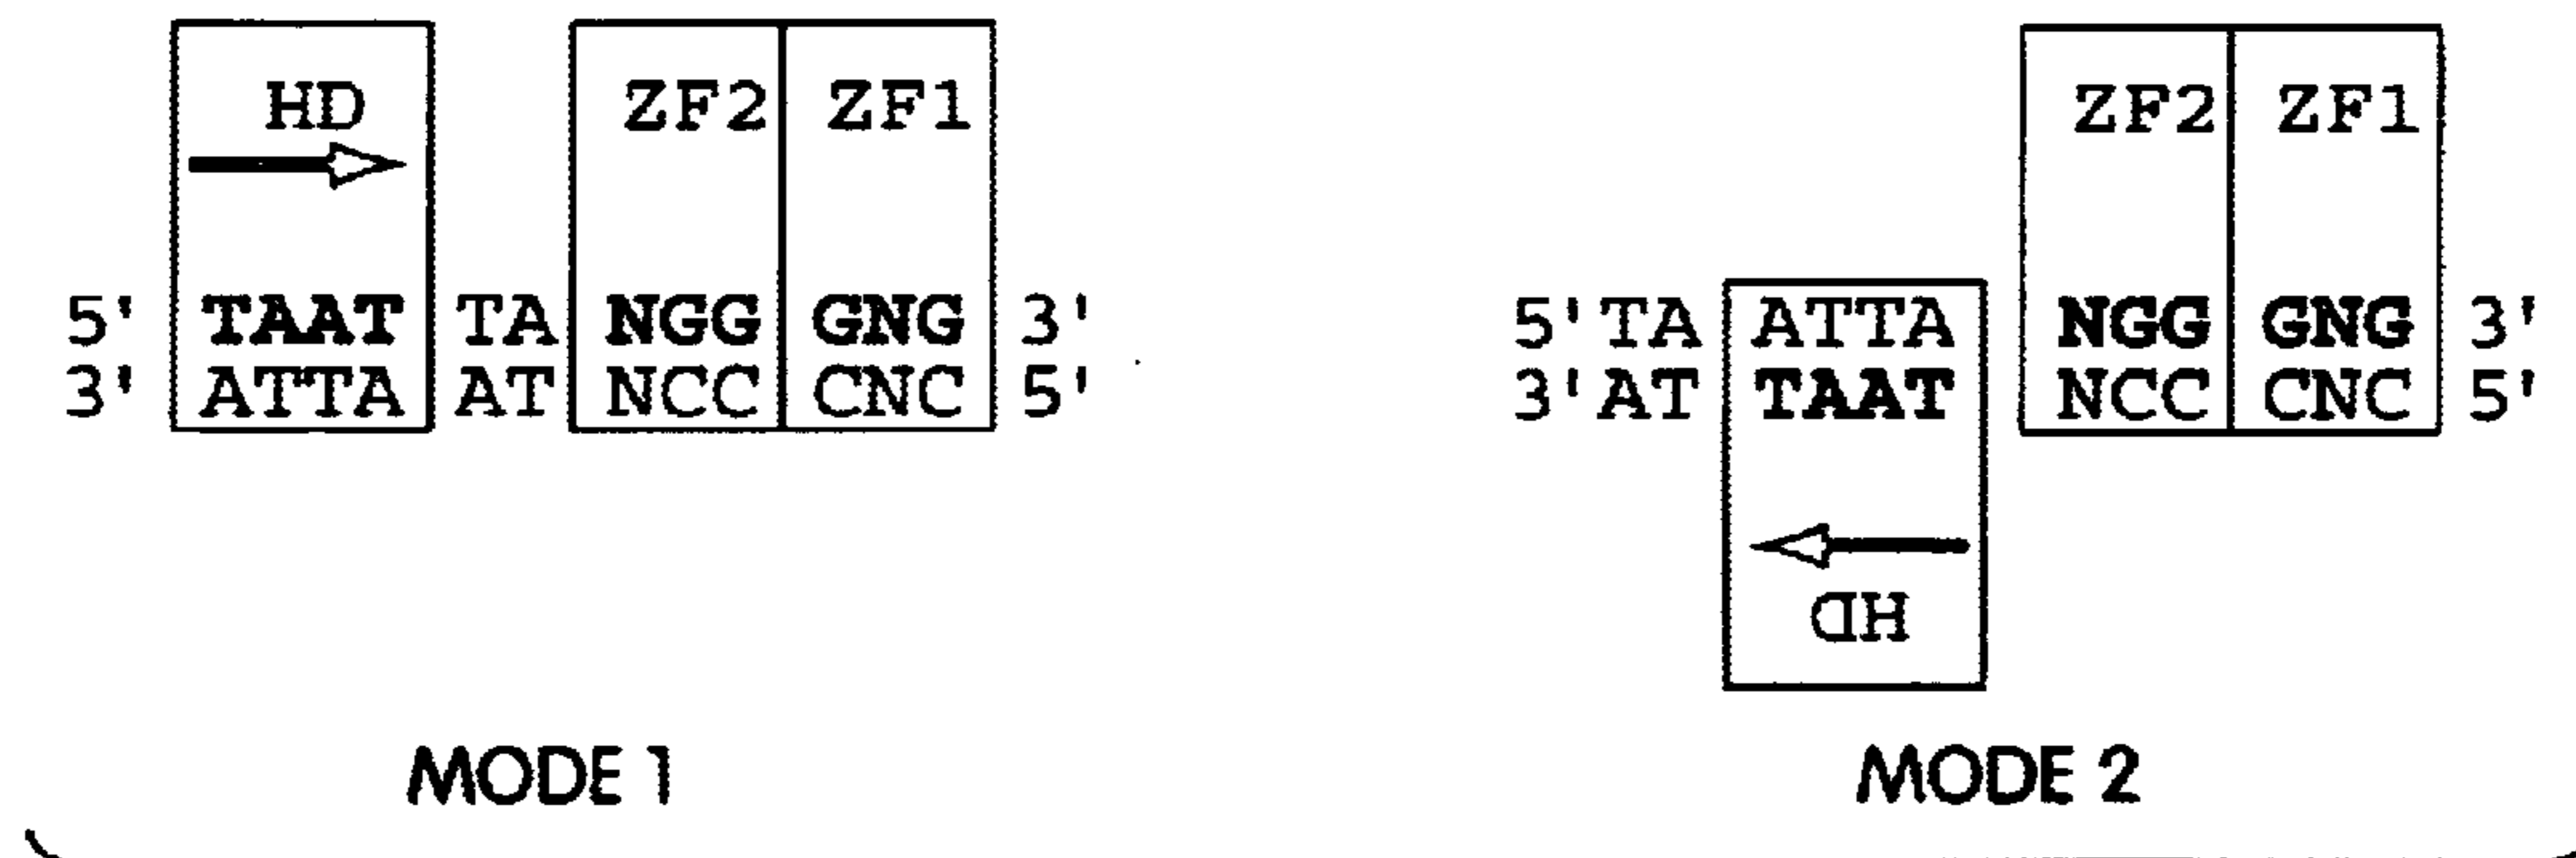 HD ZF2 ZF1
5' TAAT TA NGG GNG 3'
3' ATTA AT NCC CNC 5'
MODE 1
ZF2 ZF1
5' TA ATTA NGG GNG 3'
3' AT TAAT NCC CNC 5'
HD
MODE 2